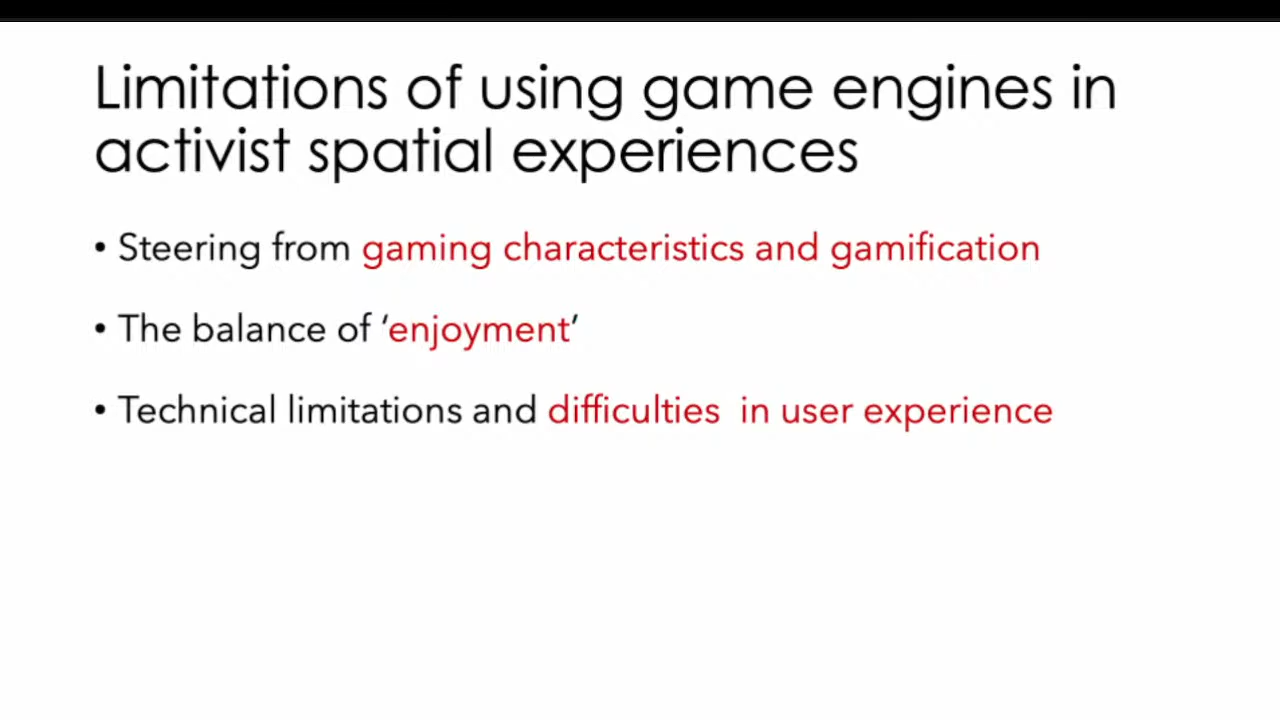 Limitations of using game engines in
activist spatial experiences
• Steering from gaming characteristics and gamification
• The balance of ‘enjoyment’
• Technical limitations and difficulties  in user experience